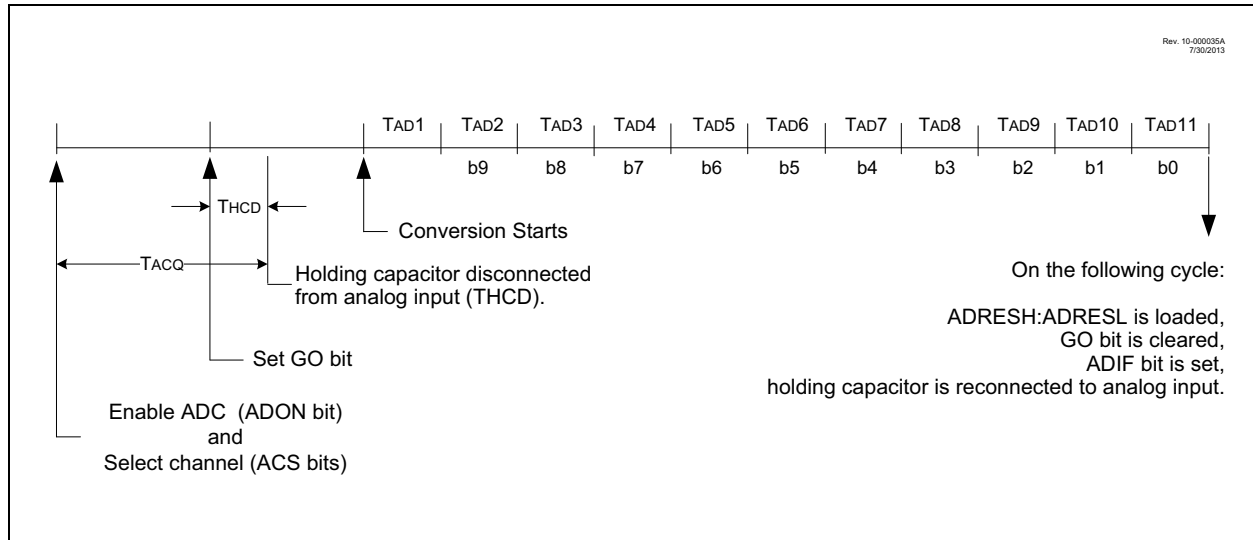 Rev. 10-000035A
7/30/2013
TAD1 TAD2 TAD3 TAD4 TAD5 TAD6 TAD7 TAD8 TAD9 TAD10 TAD11
b9 b8 b7 b6 b5 b4 b3 b2 b1 b0
THCD
Conversion Starts
TACQ
Holding capacitor disconnected
from analog input (THCD).
Set GO bit
Enable ADC (ADON bit)
and
Select channel (ACS bits)
On the following cycle:
ADRESH:ADRESL is loaded,
GO bit is cleared,
ADIF bit is set,
holding capacitor is reconnected to analog input.